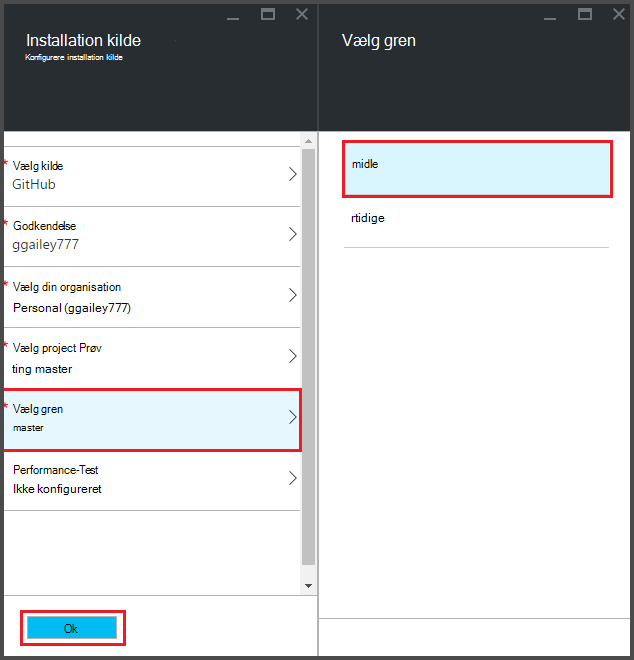 Installation kilde
Konfigurere installation kilde
* Vælg kilde
GitHub
* Godkendelse
ggailey777
* Vælg din organisation
Personal (ggailey777)
* Vælg project Prøv
ting master
* Vælg gren
master
Performance-Test
Ikke konfigureret
Ok
Vælg gren
midle
rtidige